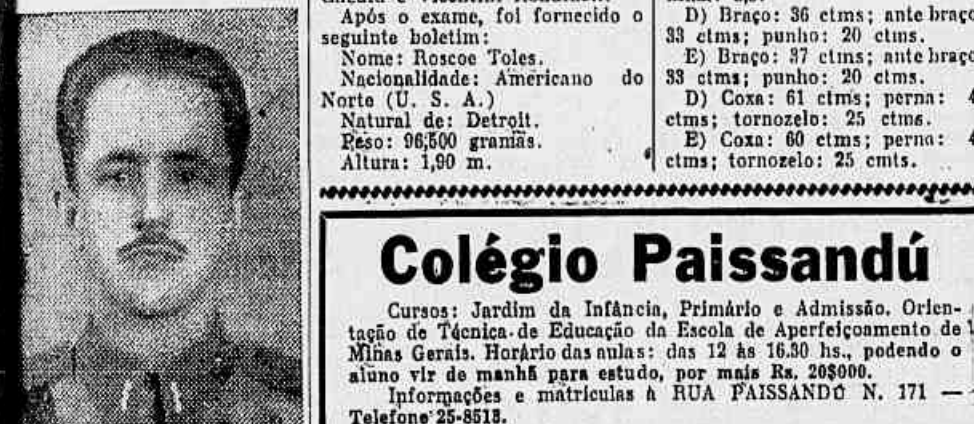 Após o exame, foi fornecido o
seguinte boletim:
Nome: Roscoe Toles.
Nacionalidade: Americano do
Norte (U. S. A.)
Natural de: Detroit.
Peso: 96,500 gramas.
Altura: 1,90 m.
D) Braço: 36 ctms; ante braço
33 ctms; punho: 20 ctms.
E) Braço: 37 ctms; ante braço
33 ctms; punho: 20 ctms.
D) Coxa: 61 ctms; perna: 4
ctms; tornozelo: 25 ctms.
E) Coxa: 60 ctms; perna: 4
ctms; tornozelo: 25 cmts.
Colégio Paissandú
Cursos: Jardim da Infância, Primário e Admissão. Orien-
tação de Técnica de Educação da Escola de Aperfeiçoamento de
Minas Gerais. Horário das aulas: das 12 ás 16.30 hs., podendo o
aluno vir de manhã para estudo, por mais Rs. 20$000.
Informações e matriculas á RUA PAISSANDÚ N. 171 —
Telefone 25-8518.